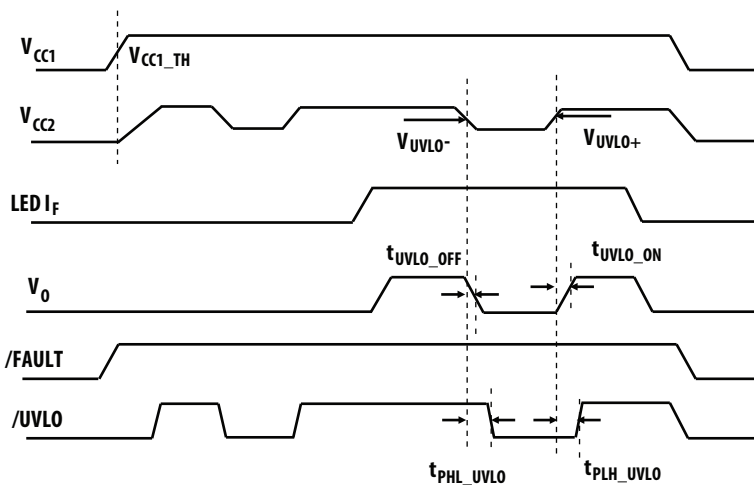 VCC1
VCC1_TH
VCC2
VUVLO-
VUVLO+
LED IF
tUVLO_OFF
tUVLO_ON
VO
/FAULT
/UVLO
tPHL_UVLO
tPLH_UVLO